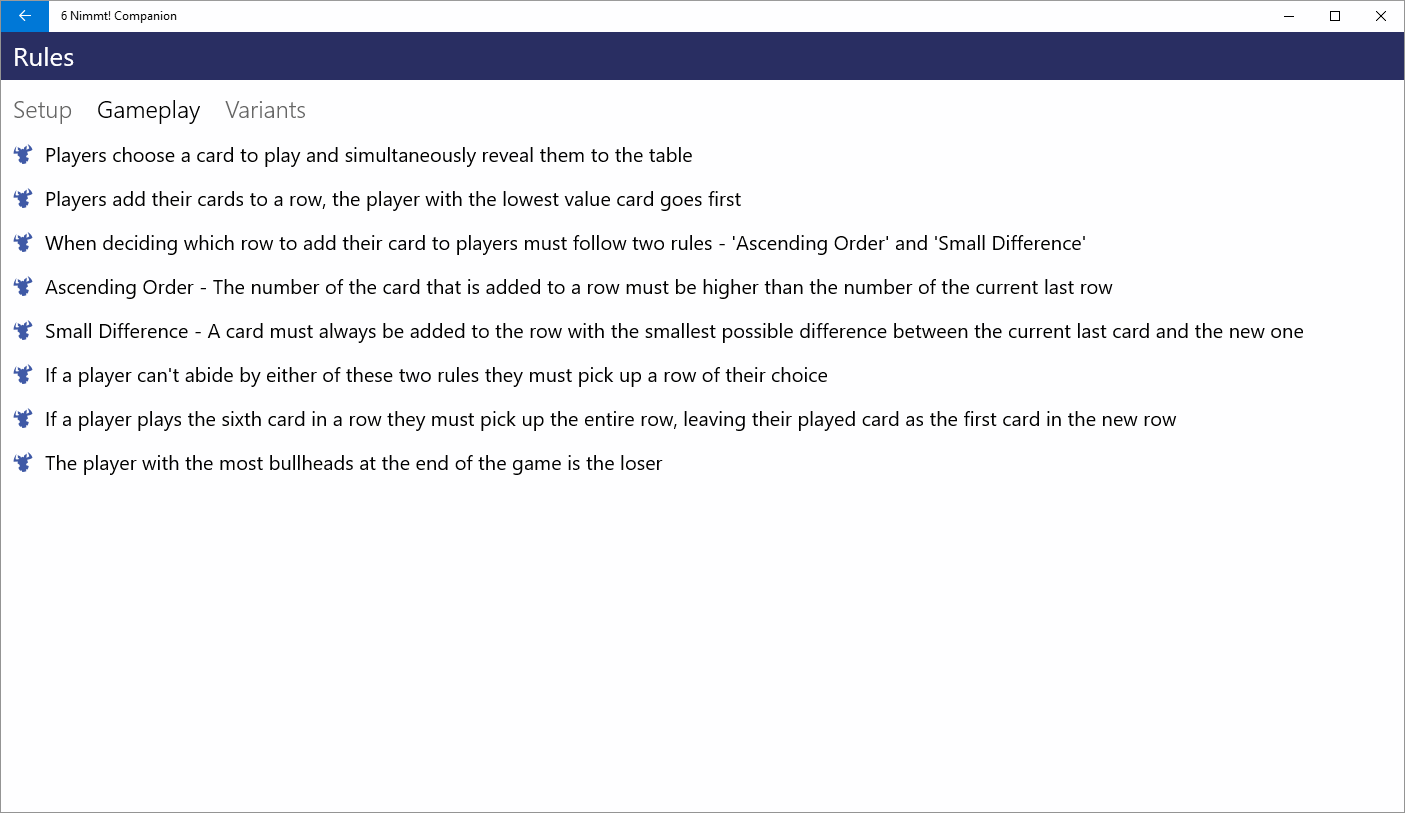 6 Nimmt! Companion
Rules
Setup Gameplay Variants
Players choose a card to play and simultaneously reveal them to the table
Players add their cards to a row, the player with the lowest value card goes first
When deciding which row to add their card to players must follow two rules - 'Ascending Order' and 'Small Difference'
Ascending Order - The number of the card that is added to a row must be higher than the number of the current last row
Small Difference - A card must always be added to the row with the smallest possible difference between the current last card and the new one
If a player can't abide by either of these two rules they must pick up a row of their choice
If a player plays the sixth card in a row they must pick up the entire row, leaving their played card as the first card in the new row
The player with the most bullheads at the end of the game is the loser